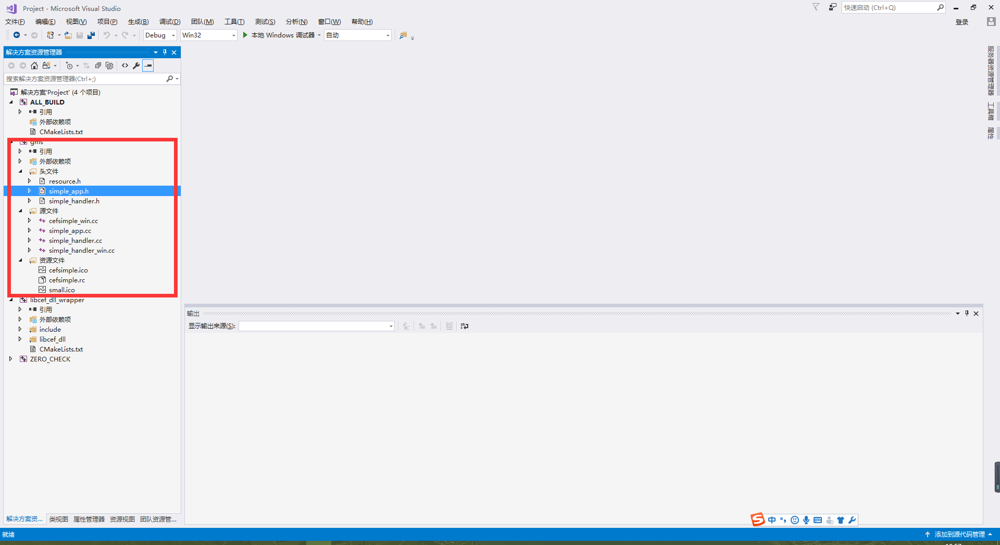 Project - Microsoft Visual Studio
快速启动 (Ctrl+Q)
文件(F) 编辑(E) 视图(V) 项目(P) 生成(B) 调试(D) 团队(M) 工具(T) 测试(S) 分析(N) 窗口(W) 帮助(H)
登录
Debug Win32 本地 Windows 调试器 自动
解决方案资源管理器
搜索解决方案资源管理器(Ctrl+;)
解决方案'Project' (4 个项目)
ALL_BUILD
引用
外部依赖项
CMakeLists.txt
gms
引用
外部依赖项
头文件
resource.h
simple_app.h
simple_handler.h
源文件
cefsimple_win.cc
simple_app.cc
simple_handler.cc
simple_handler_win.cc
资源文件
cefsimple.ico
cefsimple.rc
small.ico
libcef_dll_wrapper
引用
外部依赖项
include
libcef_dll
CMakeLists.txt
ZERO_CHECK
解决方案资... 类视图 属性管理器 资源视图 团队资源管...
输出
显示输出来源(S):
服务器资源管理器
工具箱
属性
中
就绪
添加到源代码管理